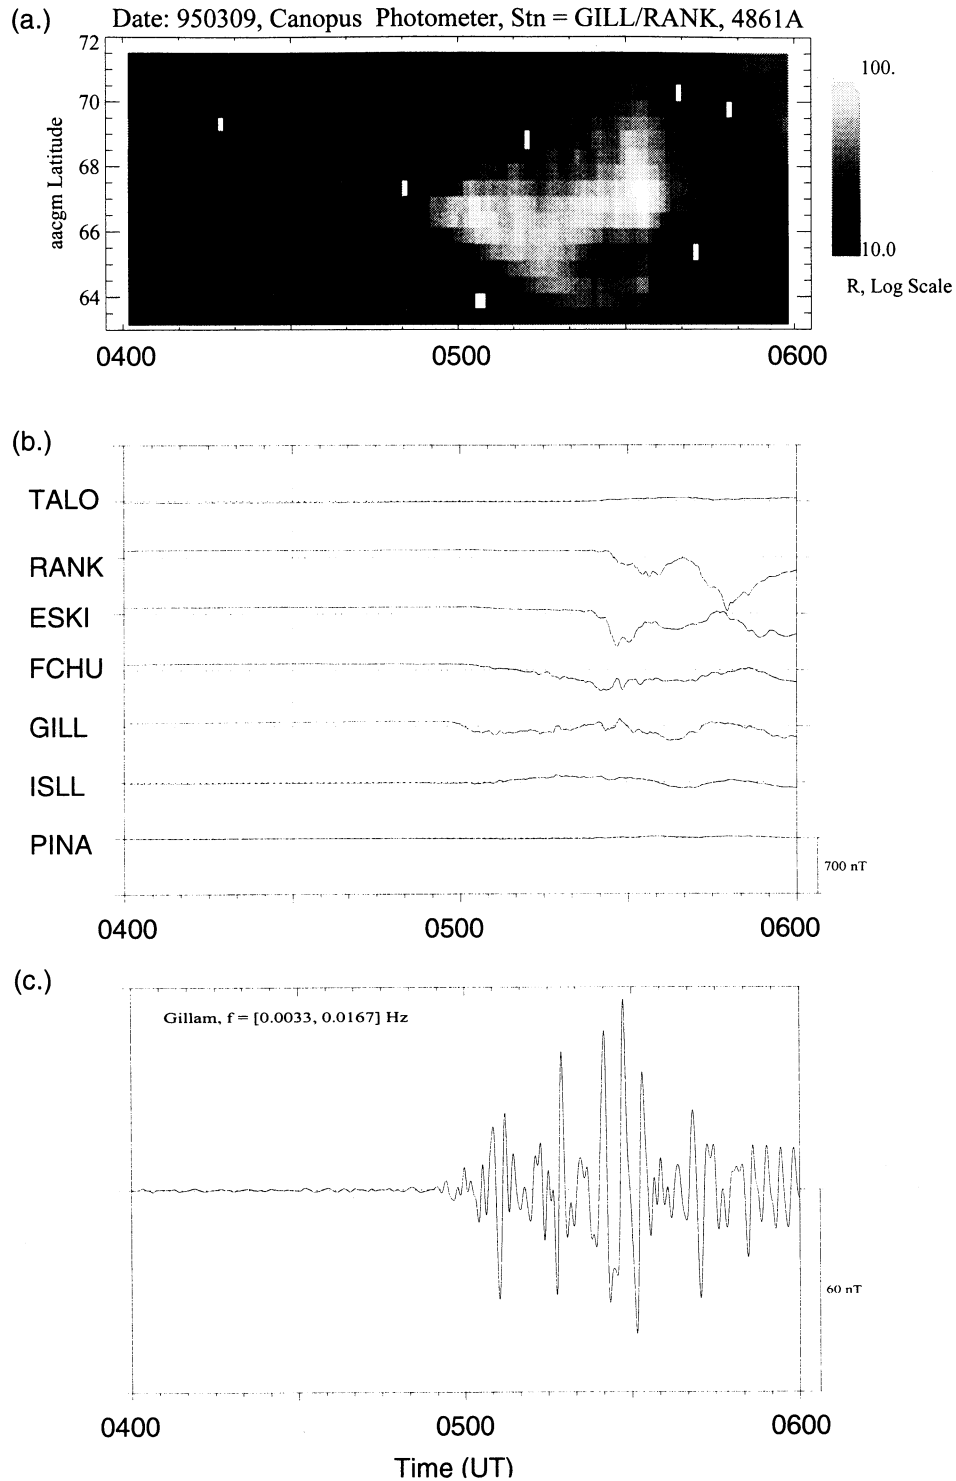 (a.)
Date: 950309, Canopus Photometer, Stn = GILL/RANK, 4861A
72
70
68
66
64
aacgm Latitude
0400 0500 0600
100.
10.0
R, Log Scale
(b.)
TALO
RANK
ESKI
FCHU
GILL
ISLL
PINA
700 nT
0400 0500 0600
(c.)
Gillam, f = [0.0033, 0.0167] Hz
60 nT
0400 0500 0600
Time (UT)